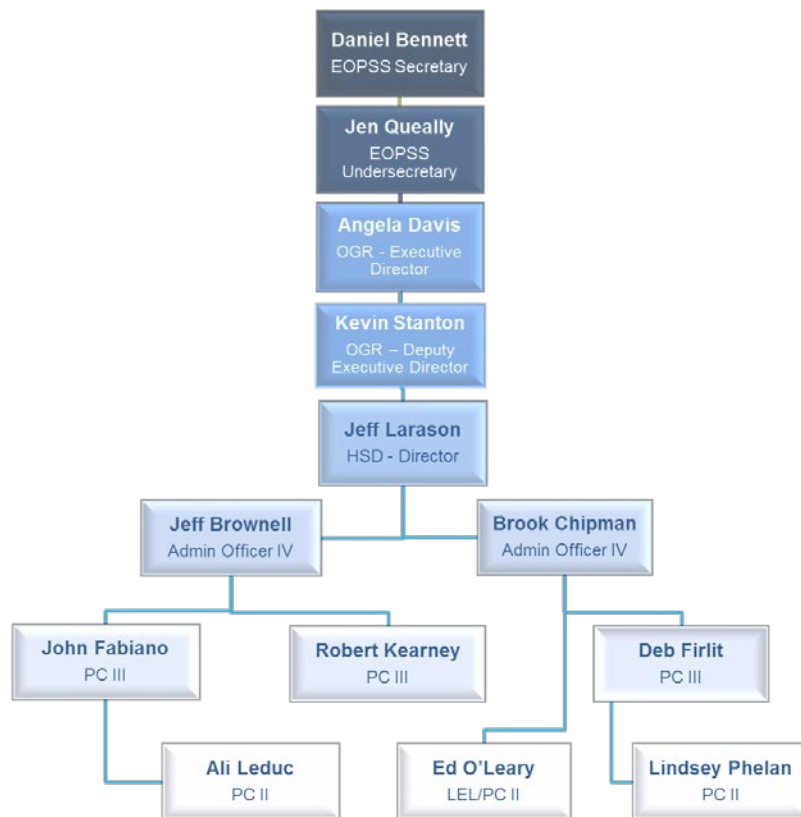 Daniel Bennett
EOPSS Secretary
Jen Queally
EOPSS
Undersecretary
Angela Davis
OGR - Executive
Director
Kevin Stanton
OGR – Deputy
Executive Director
Jeff Larason
HSD - Director
Jeff Brownell
Admin Officer IV
Brook Chipman
Admin Officer IV
John Fabiano
PC III
Robert Kearney
PC III
Deb Firlit
PC III
Ali Leduc
PC II
Ed O’Leary
LEL/PC II
Lindsey Phelan
PC II